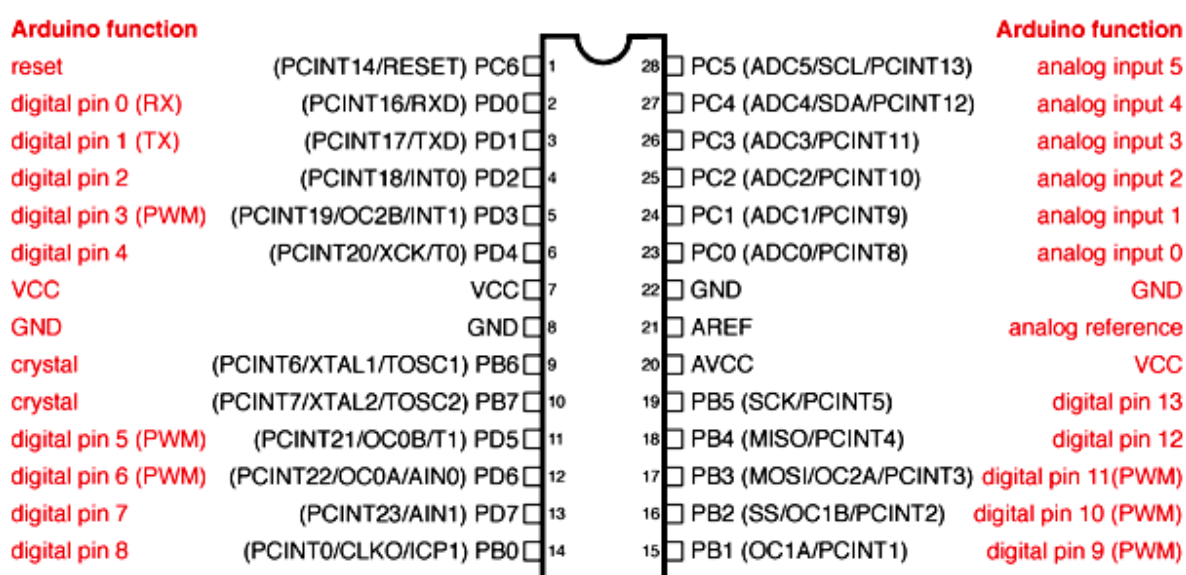 Arduino function Arduino function
reset (PCINT14/RESET) PC6 1 28 PC5 (ADC5/SCL/PCINT13) analog input 5
digital pin 0 (RX) (PCINT16/RXD) PD0 2 27 PC4 (ADC4/SDA/PCINT12) analog input 4
digital pin 1 (TX) (PCINT17/TXD) PD1 3 26 PC3 (ADC3/PCINT11) analog input 3
digital pin 2 (PCINT18/INT0) PD2 4 25 PC2 (ADC2/PCINT10) analog input 2
digital pin 3 (PWM) (PCINT19/OC2B/INT1) PD3 5 24 PC1 (ADC1/PCINT9) analog input 1
digital pin 4 (PCINT20/XCK/T0) PD4 6 23 PC0 (ADC0/PCINT8) analog input 0
VCC VCC 7 22 GND GND
GND GND 8 21 AREF analog reference
crystal (PCINT6/XTAL1/TOSC1) PB6 9 20 AVCC VCC
crystal (PCINT7/XTAL2/TOSC2) PB7 10 19 PB5 (SCK/PCINT5) digital pin 13
digital pin 5 (PWM) (PCINT21/OC0B/T1) PD5 11 18 PB4 (MISO/PCINT4) digital pin 12
digital pin 6 (PWM) (PCINT22/OC0A/AIN0) PD6 12 17 PB3 (MOSI/OC2A/PCINT3) digital pin 11(PWM)
digital pin 7 (PCINT23/AIN1) PD7 13 16 PB2 (SS/OC1B/PCINT2) digital pin 10 (PWM)
digital pin 8 (PCINT0/CLKO/ICP1) PB0 14 15 PB1 (OC1A/PCINT1) digital pin 9 (PWM)